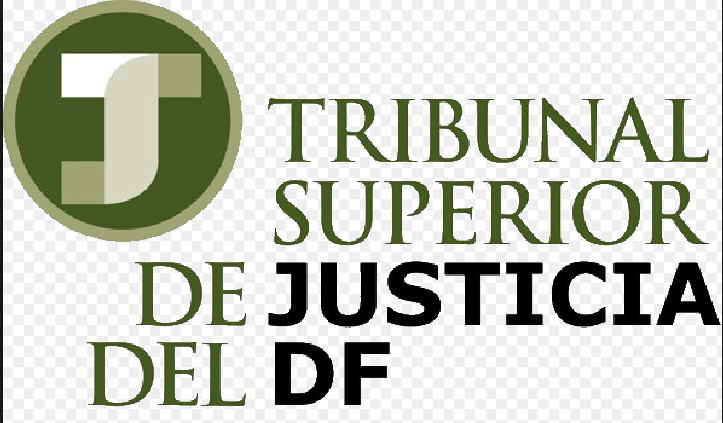 TRIBUNAL
SUPERIOR
DE JUSTICIA
DEL DF